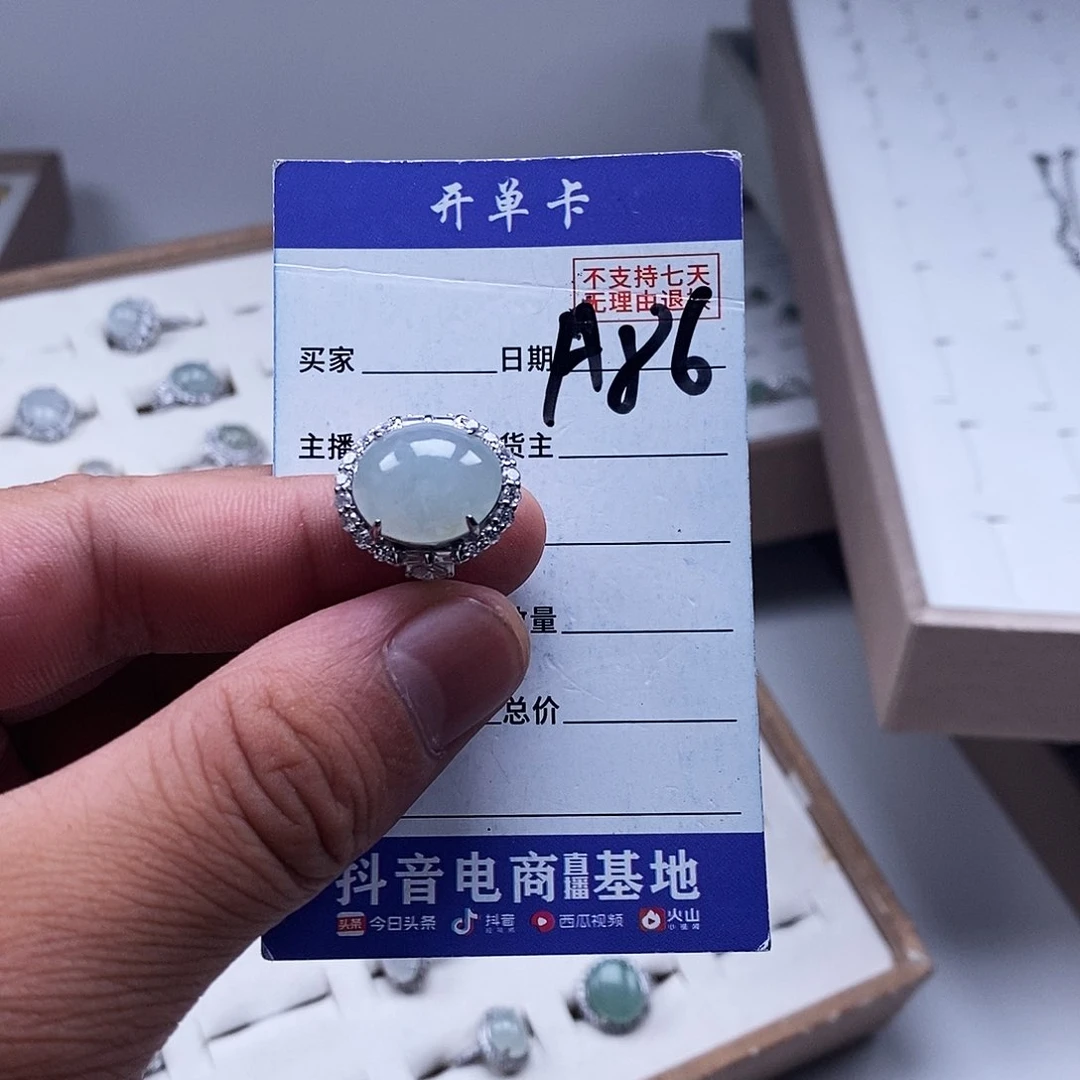 开单卡
不支持七天
无理由退
买家 日期
A86
主播 货主
量
总价
抖音电商直播基地
头条 今日头条 抖音 西瓜视频 火山